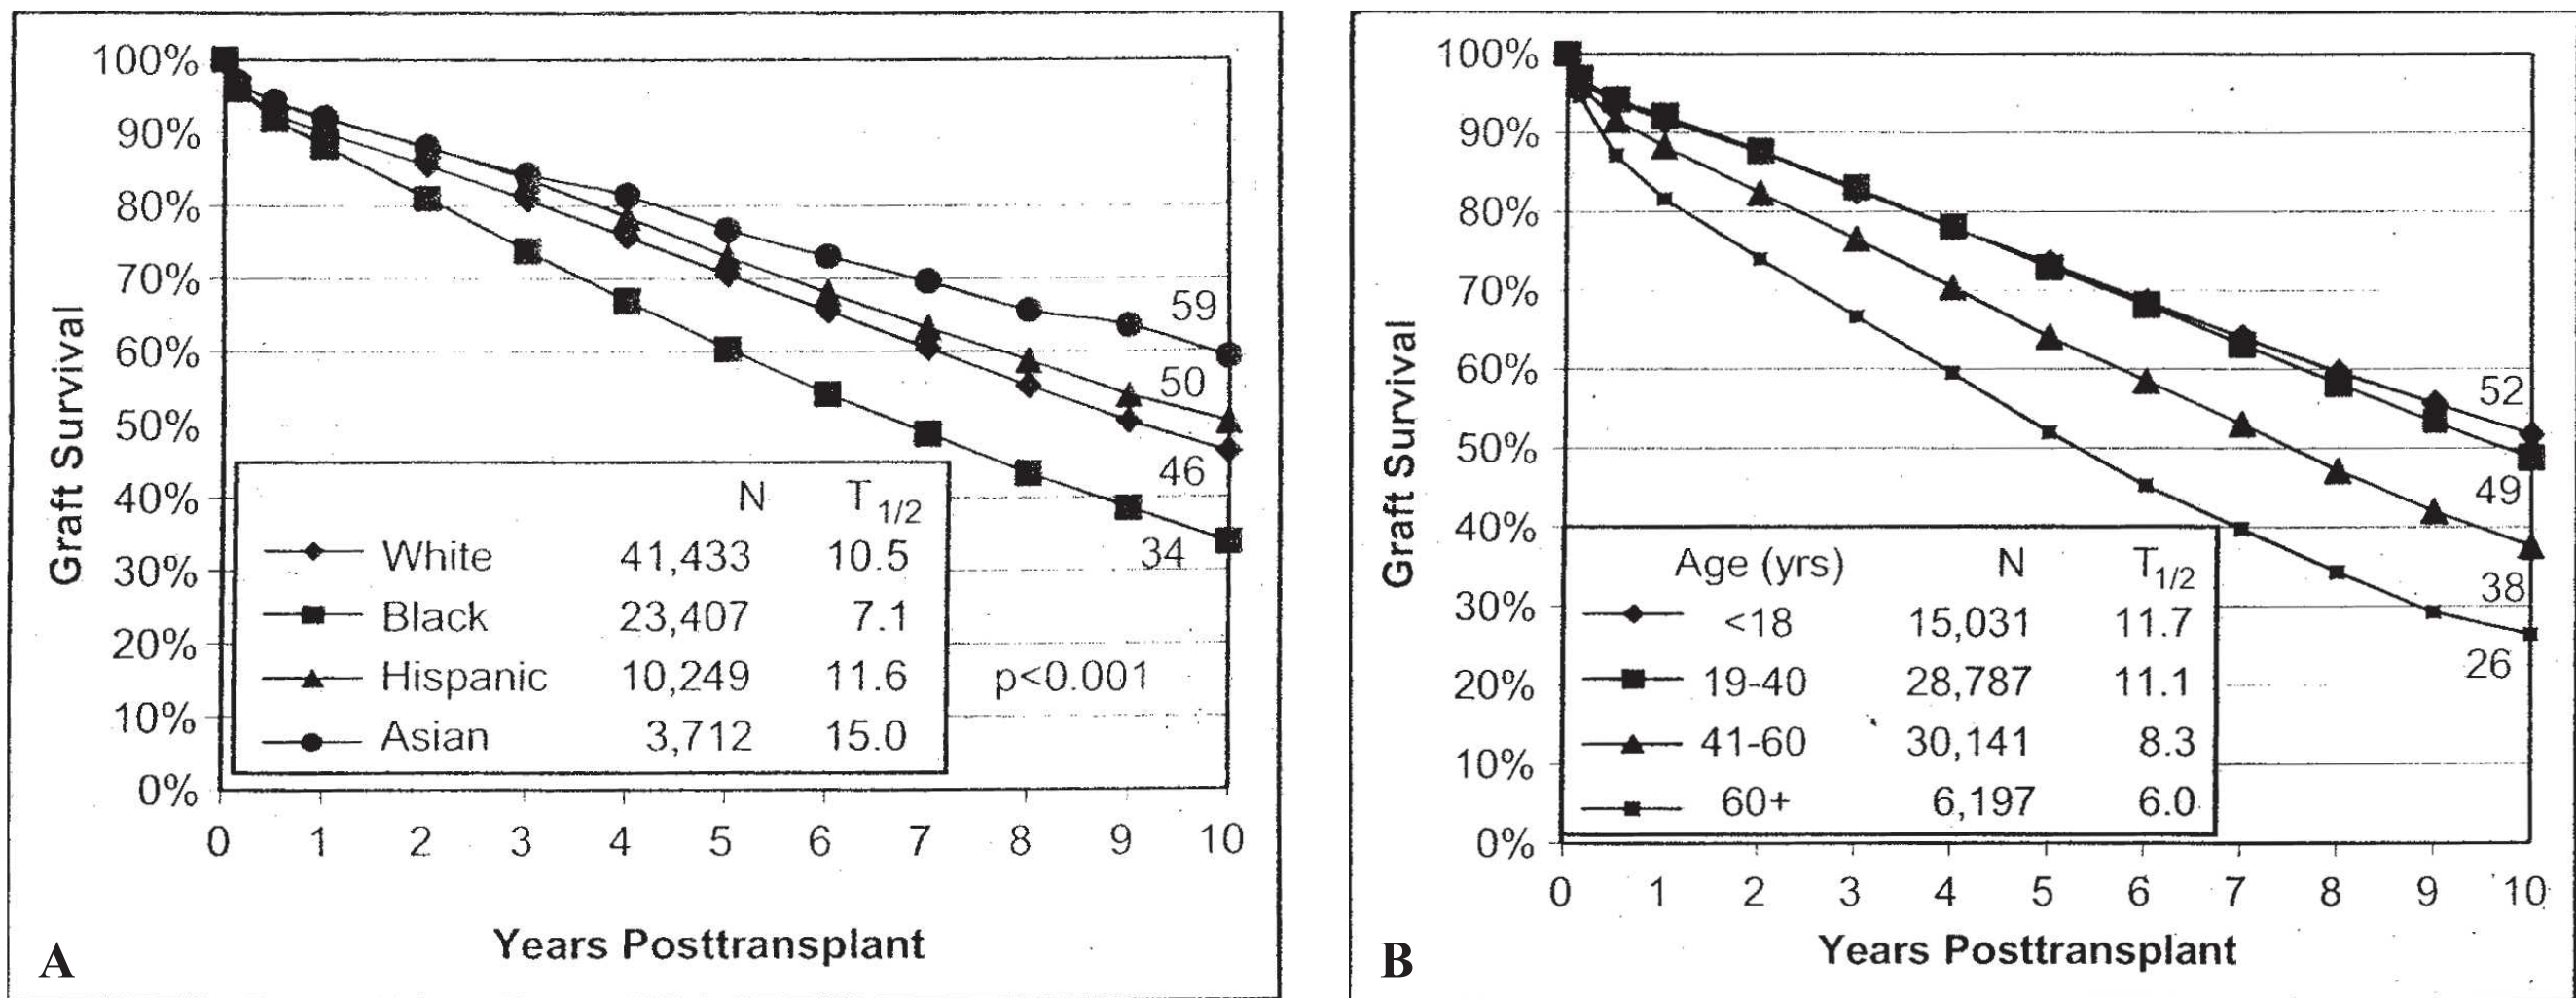 100%
90%
80%
70%
60%
50%
40%
30%
20%
10%
0%
Graft Survival
59
50
46
34
N T 1/2
White 41,433 10.5
Black 23,407 7.1
Hispanic 10,249 11.6
Asian 3,712 15.0
p<0.001
0 1 2 3 4 5 6 7 8 9 10
Years Posttransplant
A
100%
90%
80%
70%
60%
50%
40%
30%
20%
10%
0%
Graft Survival
52
49
38
26
Age (yrs) N T1/2
<18 15,031 11.7
19-40 28,787 11.1
41-60 30,141 8.3
60+ 6,197 6.0
0 1 2 3 4 5 6 7 8 9 10
Years Posttransplant
B